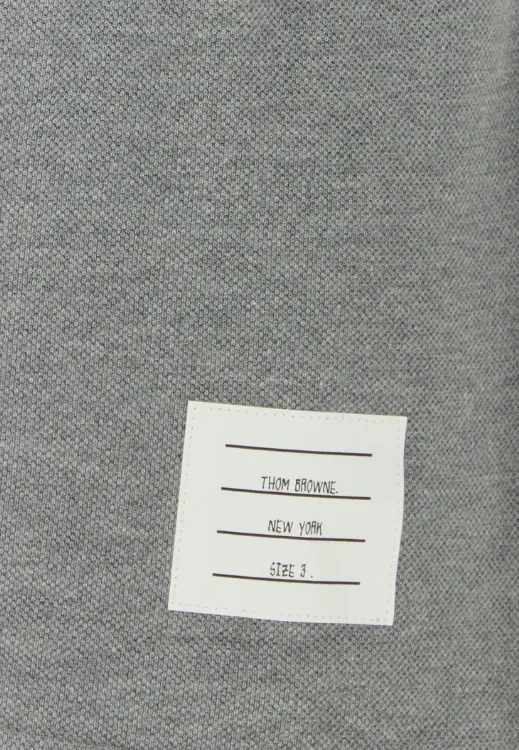 THOM BROWNE.
NEW YORK
SIZE 3 .